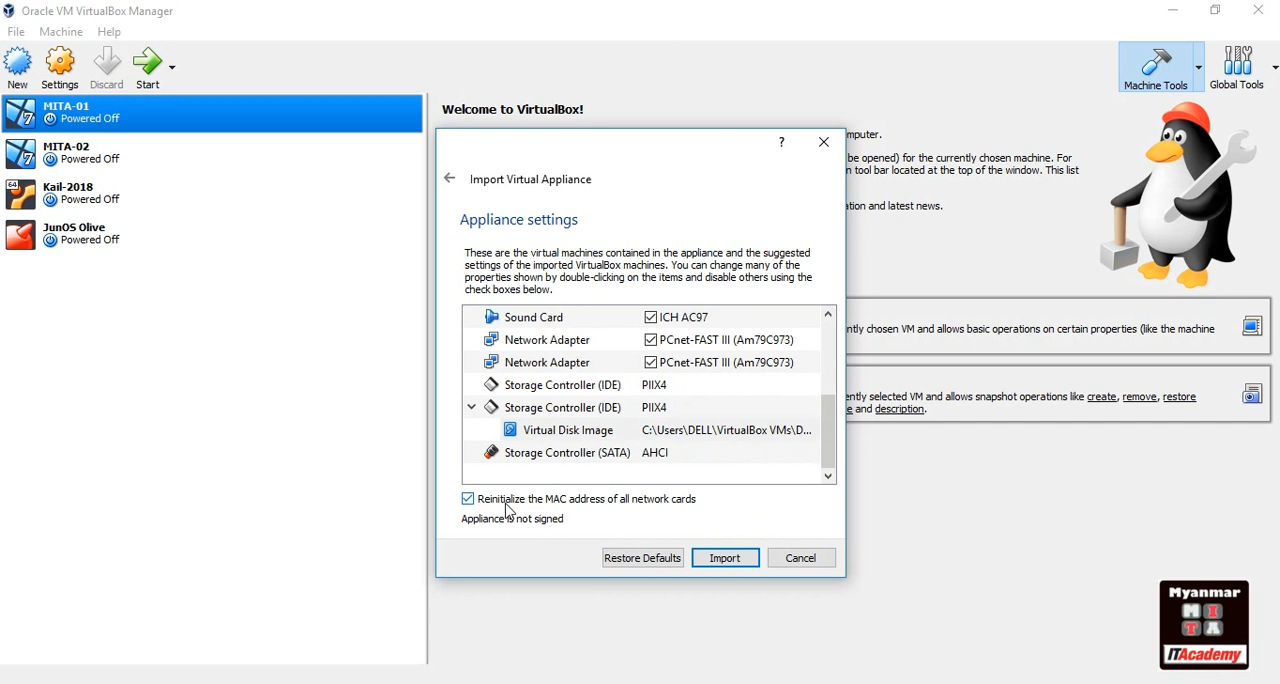 Oracle VM VirtualBox Manager
File Machine Help
New Settings Discard Start
Machine Tools Global Tools
MITA-01
Powered Off
MITA-02
Powered Off
64
Kail-2018
Powered Off
JunOS Olive
Powered Off
Welcome to VirtualBox!
mputer.
be opened) for the currently chosen machine. For
n tool bar located at the top of the window. This list
ation and latest news.
ntly chosen VM and allows basic operations on certain properties (like the machine
ently selected VM and allows snapshot operations like create, remove, restore
e and description.
?
Import Virtual Appliance
Appliance settings
These are the virtual machines contained in the appliance and the suggested
settings of the imported VirtualBox machines. You can change many of the
properties shown by double-clicking on the items and disable others using the
check boxes below.
Sound Card ICH AC97
Network Adapter PCnet-FAST III (Am79C973)
Network Adapter PCnet-FAST III (Am79C973)
Storage Controller (IDE) PIIX4
Storage Controller (IDE) PIIX4
Virtual Disk Image C:\Users\DELL\VirtualBox VMs\D...
Storage Controller (SATA) AHCI
Reinitialize the MAC address of all network cards
Appliance is not signed
Restore Defaults Import Cancel
Myanmar
M I
T A
ITAcademy